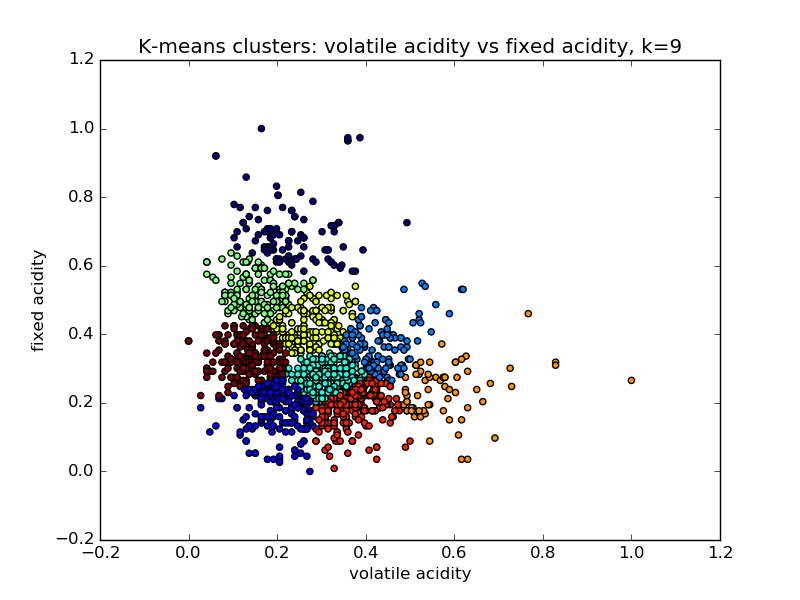 K-means clusters: volatile acidity vs fixed acidity, k=9
1.2
1.0
0.8
0.6
0.4
0.2
0.0
−0.2
fixed acidity
−0.2 0.0 0.2 0.4 0.6 0.8 1.0 1.2
volatile acidity